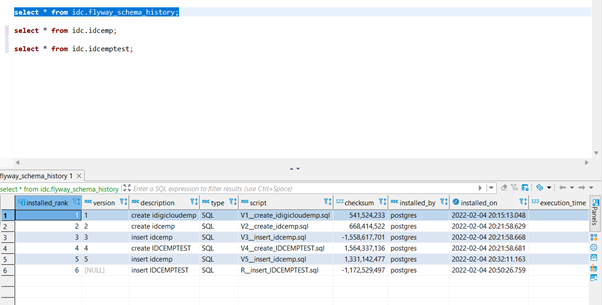 select * from idc.flyway_schema_history;
select * from idc.idcemp;
select * from idc.idcemptest;
flyway_schema_history 1
select * from idc.flyway_schema_history
Enter a SQL expression to filter results (use Ctrl+Space)
installed_rank version description type script checksum installed_by installed_on execution_time
1 1 1 create idigicloudemp SQL V1__create_idigicloudemp.sql 541,524,233 postgres 2022-02-04 20:15:13.048
2 2 2 create idcemp SQL V2__create_idcemp.sql 668,414,522 postgres 2022-02-04 20:21:58.629
3 3 3 insert idcemp SQL V3__insert_idcemp.sql -1,558,617,701 postgres 2022-02-04 20:21:58.668
4 4 4 create IDCEMPTEST SQL V4__create_IDCEMPTEST.sql 1,564,337,136 postgres 2022-02-04 20:21:58.681
5 5 5 insert idcemp SQL V5__insert_idcemp.sql 1,331,142,477 postgres 2022-02-04 20:32:11.163
6 6 [NULL] insert IDCEMPTEST SQL R__insert_IDCEMPTEST.sql -1,172,529,497 postgres 2022-02-04 20:50:26.759
Panels